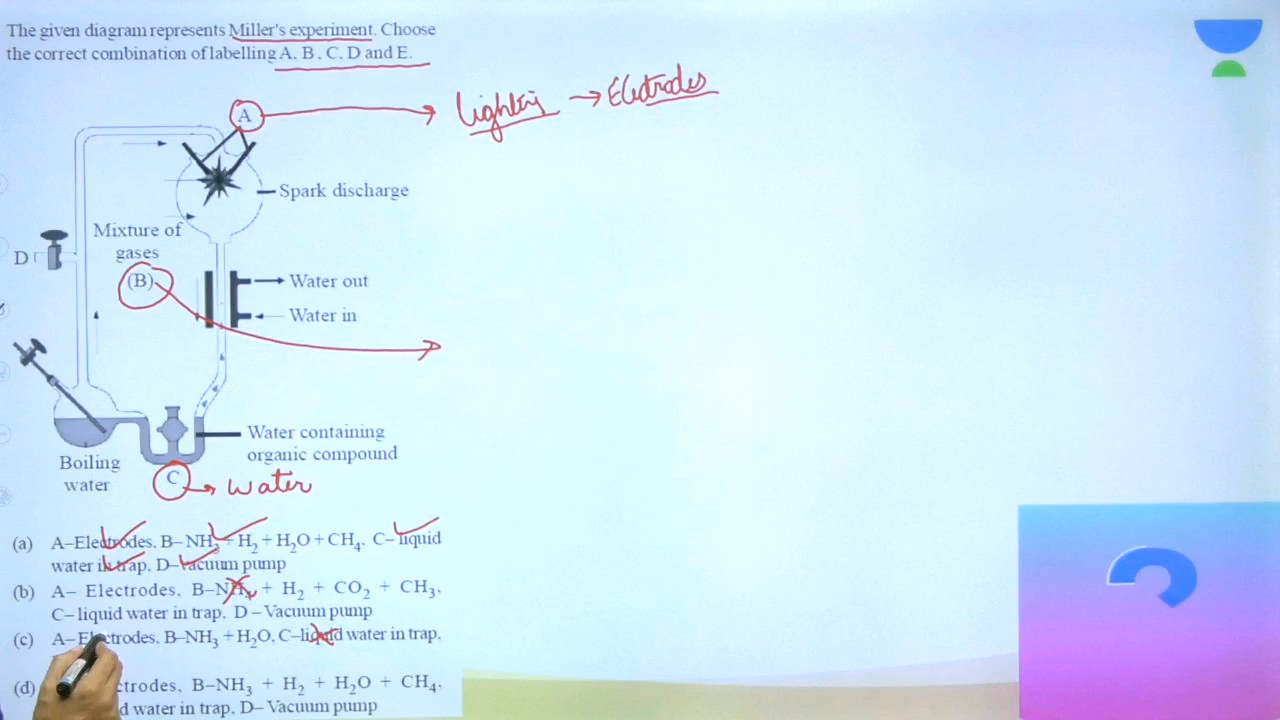 The given diagram represents Miller's experiment. Choose
the correct combination of labelling A, B, C, D and E.
A
Lighting → Electrodes
Spark discharge
Mixture of
gases
(B)
D
Water out
Water in
Water containing
organic compound
Boiling
water
C
→ water
(a) A–Electrodes, B–NH₃+H₂+H₂O+CH₄, C–liquid
water in trap, D–Vacuum pump
(b) A– Electrodes, B– + H₂ + CO₂ + CH₃,
C–liquid water in trap, D–Vacuum pump
(c) A–Electrodes, B–NH₃+H₂O, C–liquid water in trap,
(d) B–NH₃ + H₂ + H₂O + CH₄,
water in trap, D–Vacuum pump